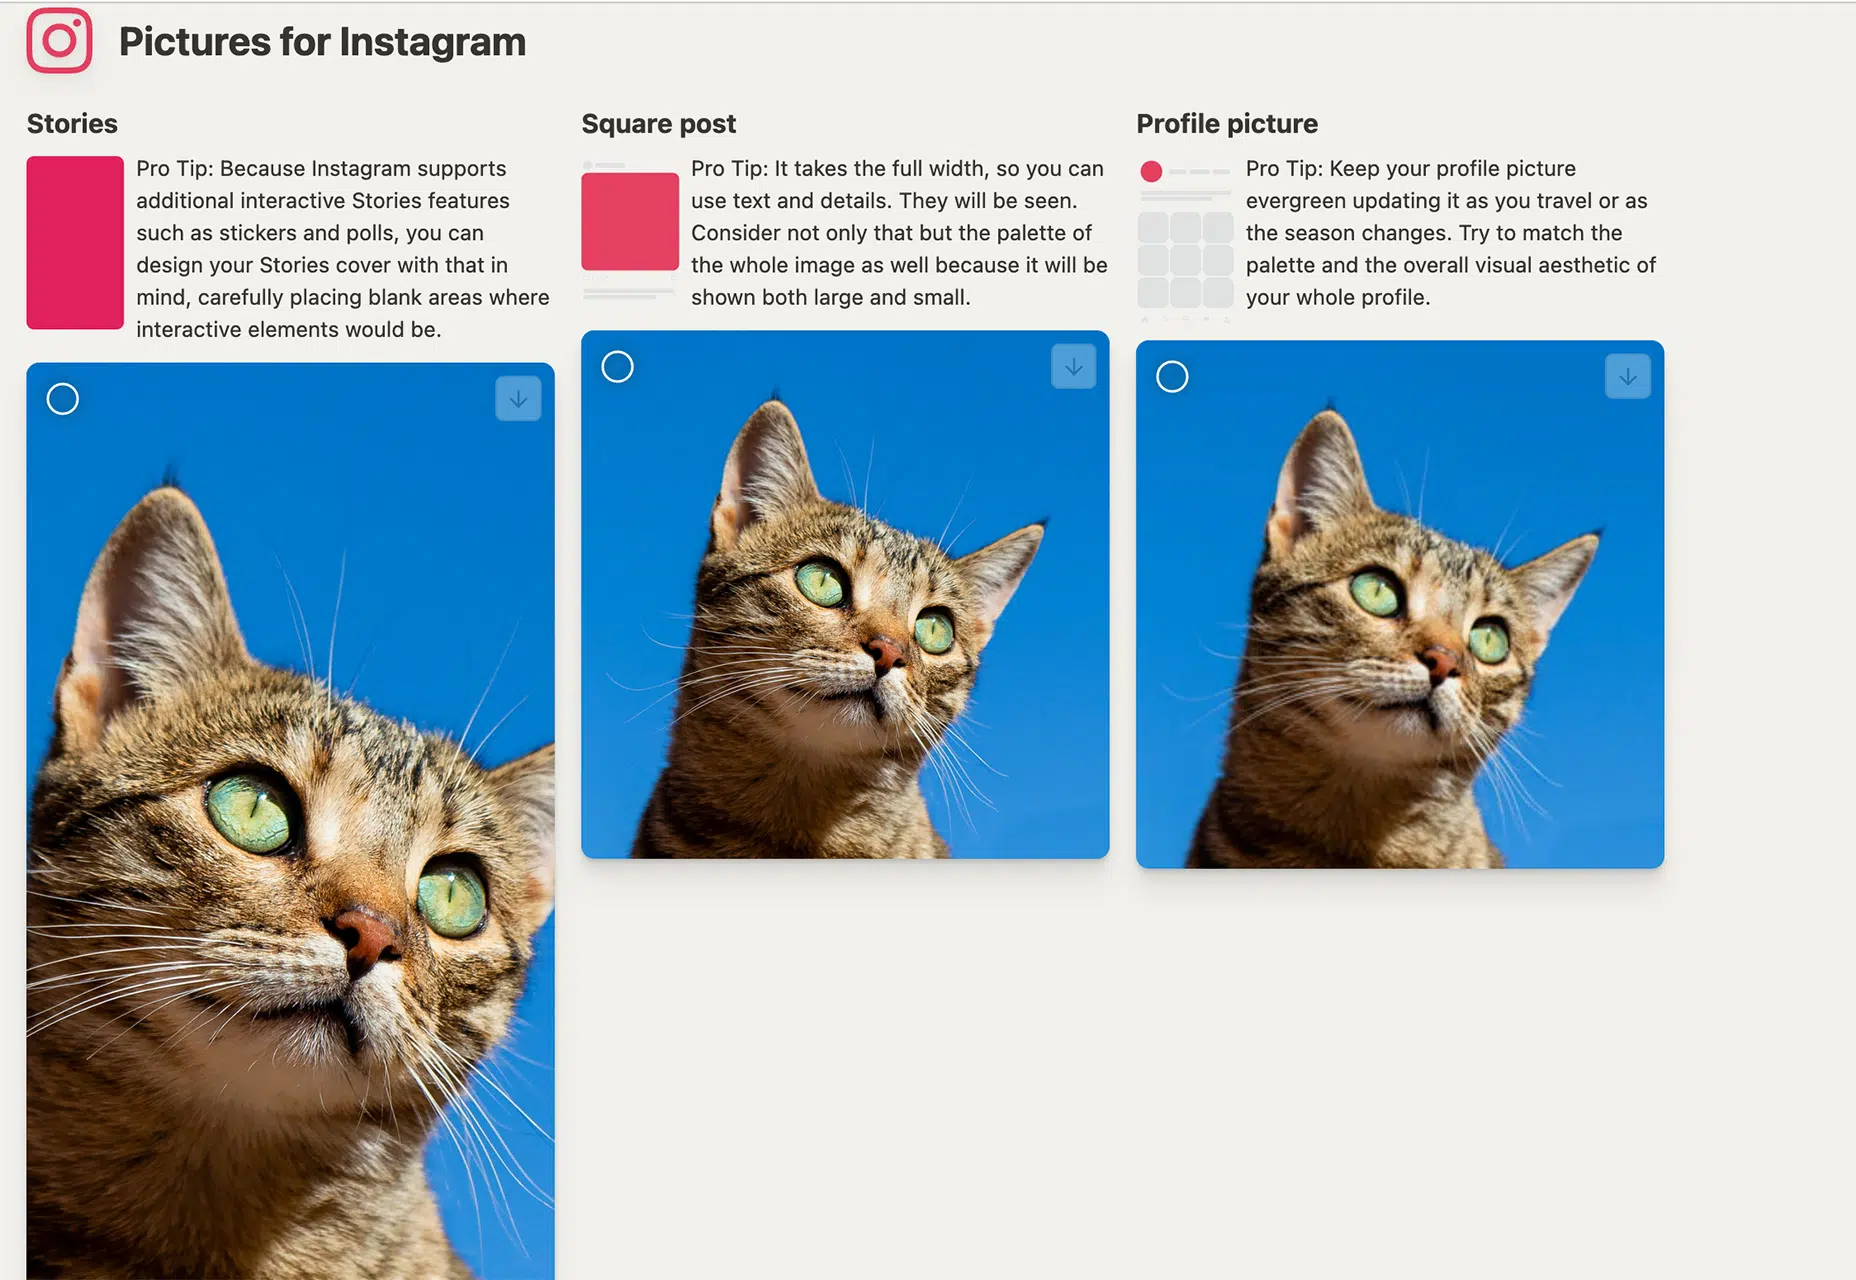 Pictures for Instagram
Stories
Pro Tip: Because Instagram supports
additional interactive Stories features
such as stickers and polls, you can
design your Stories cover with that in
mind, carefully placing blank areas where
interactive elements would be.
Square post
Pro Tip: It takes the full width, so you can
use text and details. They will be seen.
Consider not only that but the palette of
the whole image as well because it will be
shown both large and small.
Profile picture
Pro Tip: Keep your profile picture
evergreen updating it as you travel or as
the season changes. Try to match the
palette and the overall visual aesthetic of
your whole profile.